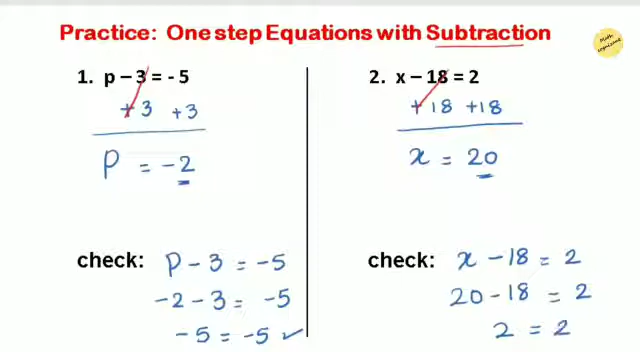 Practice: One step Equations with Subtraction
Math
1. p – 3 = - 5
+3 +3
p = -2
check: p - 3 = -5
-2 - 3 = -5
-5 = -5 ✓
2. x – 18 = 2
+18 +18
x = 20
check: x - 18 = 2
20 - 18 = 2
2 = 2